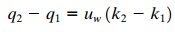 q₂ − q₁ = u_w (k₂ − k₁)